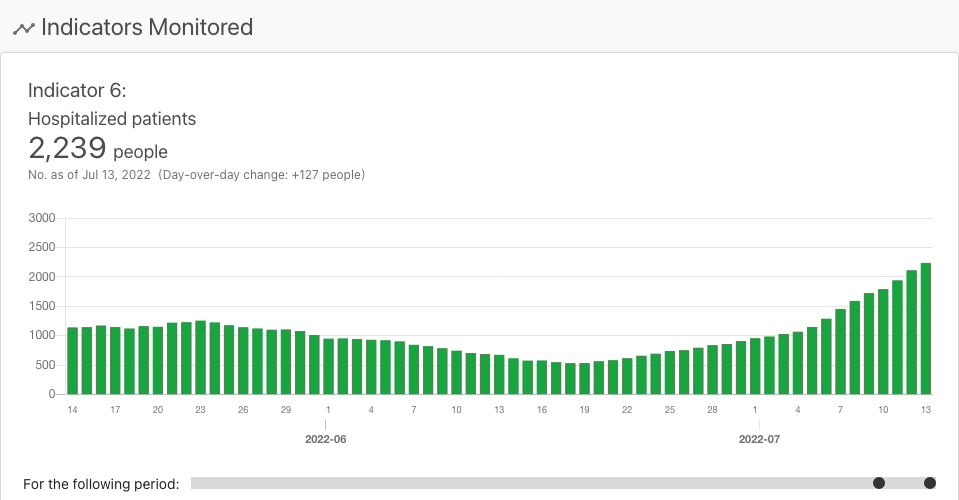 Indicators Monitored
Indicator 6:
Hospitalized patients
2,239 people
No. as of Jul 13, 2022 (Day-over-day change: +127 people)
3000
2500
2000
1500
1000
500
0
14 17 20 23 26 29 1 4 7 10 13 16 19 22 25 28 1 4 7 10 13
2022-06 2022-07
For the following period: